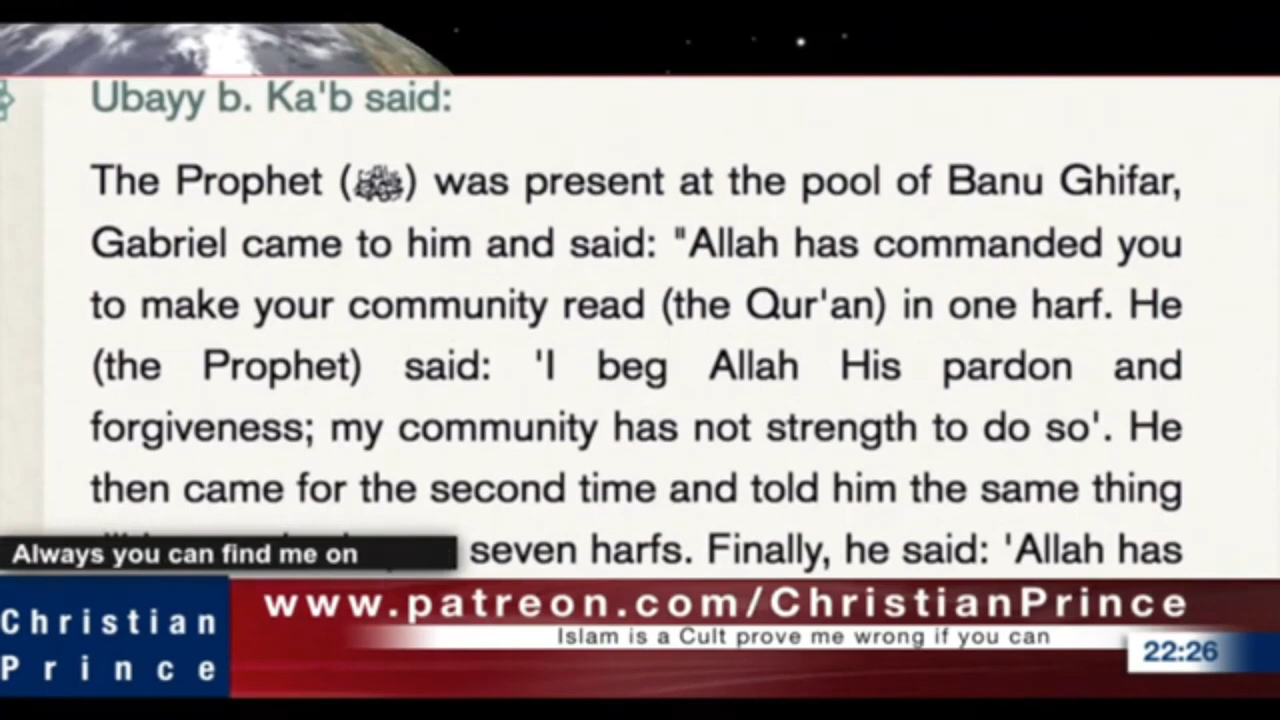 Ubayy b. Ka'b said:
The Prophet (ﷺ) was present at the pool of Banu Ghifar,
Gabriel came to him and said: "Allah has commanded you
to make your community read (the Qur'an) in one harf. He
(the Prophet) said: 'I beg Allah His pardon and
forgiveness; my community has not strength to do so'. He
then came for the second time and told him the same thing
seven harfs. Finally, he said: 'Allah has
Always you can find me on
www.patreon.com/ChristianPrince
Islam is a Cult prove me wrong if you can
Christian
Prince
22:26